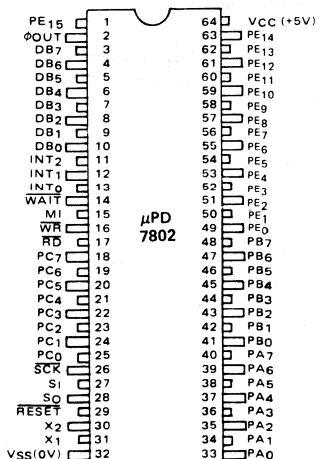 PE15 1 64 VCC (+5V)
ΦOUT 2 63 PE14
DB7 3 62 PE13
DB6 4 61 PE12
DB5 5 60 PE11
DB4 6 59 PE10
DB3 7 58 PE9
DB2 8 57 PE8
DB1 9 56 PE7
DB0 10 55 PE6
INT2 11 54 PE5
INT1 12 53 PE4
INT0 13 52 PE3
WAIT 14 51 PE2
MI 15 50 PE1
WR 16 49 PE0
RD 17 48 PB7
μPD
7802
PC7 18 47 PB6
PC6 19 46 PB5
PC5 20 45 PB4
PC4 21 44 PB3
PC3 22 43 PB2
PC2 23 42 PB1
PC1 24 41 PB0
PC0 25 40 PA7
SCK 26 39 PA6
SI 27 38 PA5
SO 28 37 PA4
RESET 29 36 PA3
X2 30 35 PA2
X1 31 34 PA1
VSS(0V) 32 33 PA0